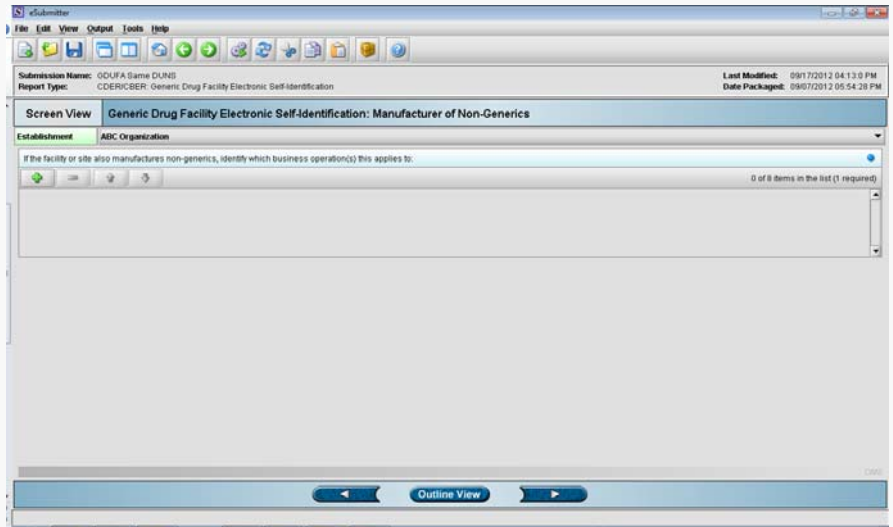 eSubmitter
File Edit View Output Tools Help
Submission Name: GDUFA Same DUNS
Last Modified: 09/17/2012 04:13:0 PM
Report Type: CDER/CBER: Generic Drug Facility Electronic Self-Identification
Date Packaged: 09/07/2012 05:54:28 PM
Screen View Generic Drug Facility Electronic Self-Identification: Manufacturer of Non-Generics
Establishment ABC Organization
If the facility or site also manufactures non-generics, identify which business operation(s) this applies to:
0 of 8 items in the list (1 required)
Outline View